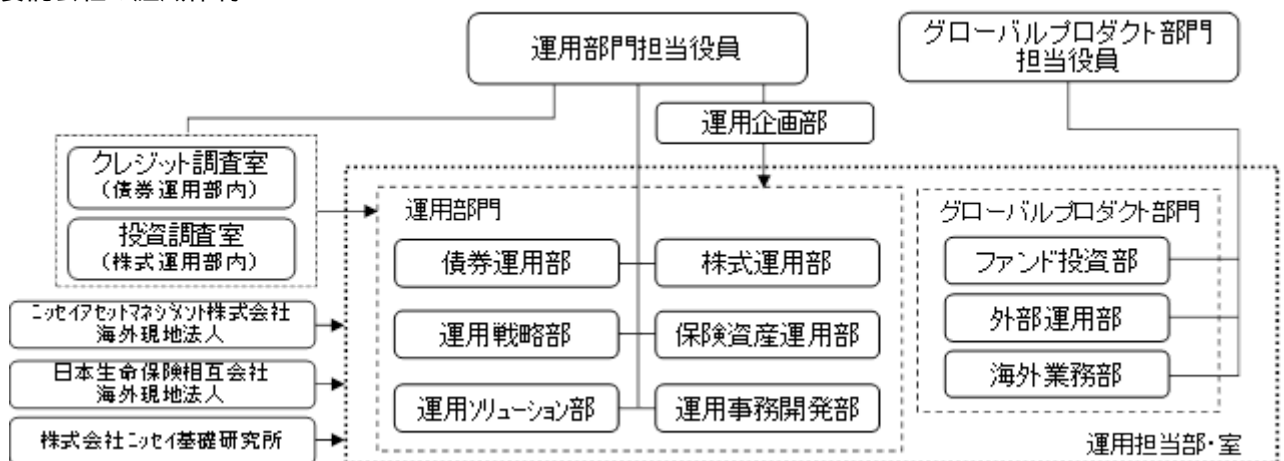 運用部門担当役員
グローバルプロダクト部門
担当役員
運用企画部
クレジット調査室
(債券運用部内)
投資調査室
(株式運用部内)
運用部門
債券運用部
株式運用部
運用戦略部
保険資産運用部
運用ソリューション部
運用事務開発部
グローバルプロダクト部門
ファンド投資部
外部運用部
海外業務部
ニッセイアセットマネジメント株式会社
海外現地法人
日本生命保険相互会社
海外現地法人
株式会社ニッセイ基礎研究所
運用担当部・室